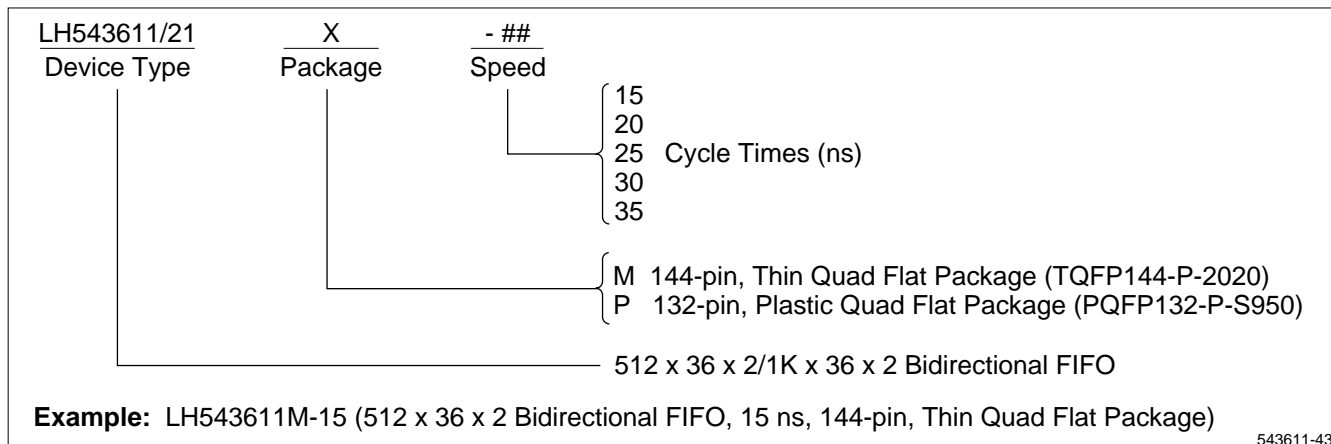 LH543611/21 X - ##
Device Type Package Speed
15
20
25 Cycle Times (ns)
30
35
M 144-pin, Thin Quad Flat Package (TQFP144-P-2020)
P 132-pin, Plastic Quad Flat Package (PQFP132-P-S950)
512 x 36 x 2/1K x 36 x 2 Bidirectional FIFO
Example: LH543611M-15 (512 x 36 x 2 Bidirectional FIFO, 15 ns, 144-pin, Thin Quad Flat Package)
543611-43